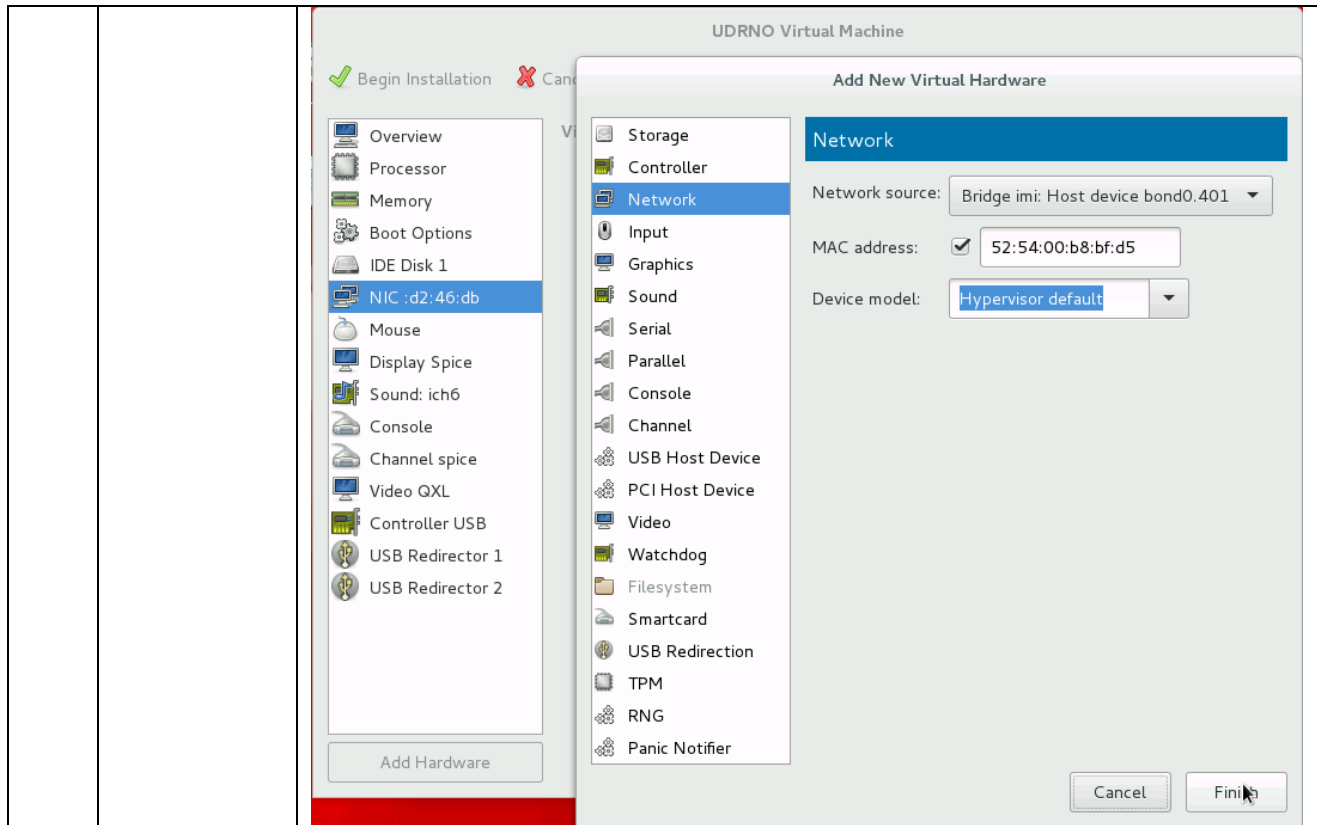 UDRNO Virtual Machine
Begin Installation
Add New Virtual Hardware
Overview
Processor
Memory
Boot Options
IDE Disk 1
NIC :d2:46:db
Mouse
Display Spice
Sound: ich6
Console
Channel spice
Video QXL
Controller USB
USB Redirector 1
USB Redirector 2
Add Hardware
Storage
Controller
Network
Input
Graphics
Sound
Serial
Parallel
Console
Channel
USB Host Device
PCI Host Device
Video
Watchdog
Filesystem
Smartcard
USB Redirection
TPM
RNG
Panic Notifier
Network
Network source: Bridge imi: Host device bond0.401
MAC address: 52:54:00:b8:bf:d5
Device model: Hypervisor default
Cancel Finish